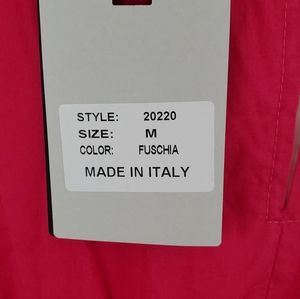 STYLE: 20220
SIZE: M
COLOR: FUSCHIA
MADE IN ITALY